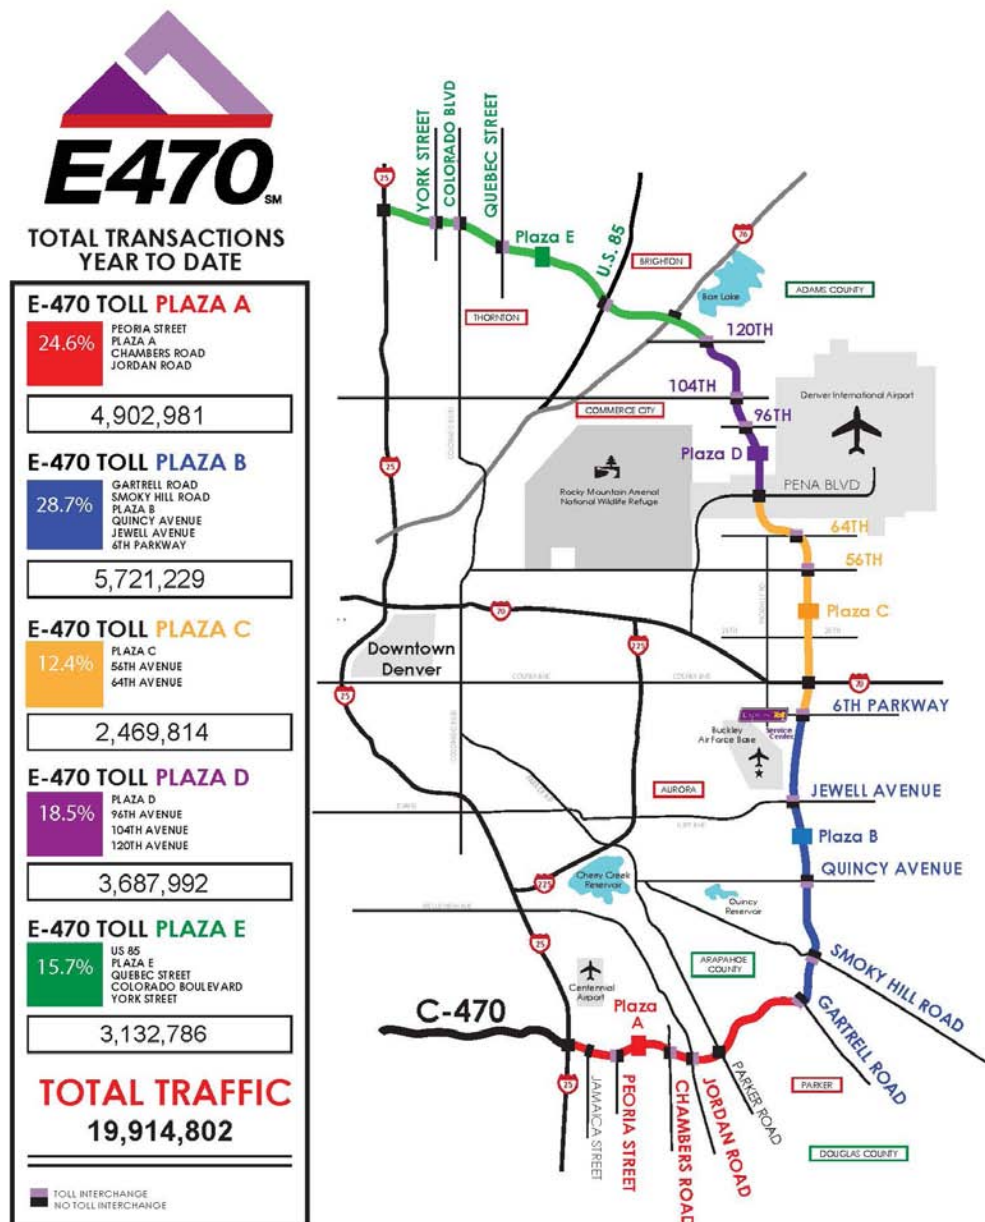 E470 SM
TOTAL TRANSACTIONS
YEAR TO DATE
E-470 TOLL PLAZA A
24.6%
PEORIA STREET
PLAZA A
CHAMBERS ROAD
JORDAN ROAD
4,902,981
E-470 TOLL PLAZA B
28.7%
GARTRELL ROAD
SMOKY HILL ROAD
PLAZA B
QUINCY AVENUE
JEWELL AVENUE
6TH PARKWAY
5,721,229
E-470 TOLL PLAZA C
12.4%
PLAZA C
56TH AVENUE
64TH AVENUE
2,469,814
E-470 TOLL PLAZA D
18.5%
PLAZA D
96TH AVENUE
104TH AVENUE
120TH AVENUE
3,687,992
E-470 TOLL PLAZA E
15.7%
US 85
PLAZA E
QUEBEC STREET
COLORADO BOULEVARD
YORK STREET
3,132,786
TOTAL TRAFFIC
19,914,802
TOLL INTERCHANGE
NO TOLL INTERCHANGE
YORK STREET
COLORADO BLVD
QUEBEC STREET
25
Plaza E
U.S. 85
BRIGHTON
76
Barr Lake
ADAMS COUNTY
THORNTON
120TH
104TH
COMMERCE CITY
96TH
Denver International Airport
Plaza D
25
Rocky Mountain Arsenal
National Wildlife Refuge
PENA BLVD
64TH
56TH
70
Plaza C
225
Downtown
Denver
25
70
6TH PARKWAY
Buckley
Air Force Base
Service
Center
AURORA
JEWELL AVENUE
Plaza B
Cherry Creek
Reservoir
225
QUINCY AVENUE
Quincy
Reservoir
25
ARAPAHOE
COUNTY
SMOKY HILL ROAD
Centennial
Airport
C-470
Plaza
A
GARTRELL ROAD
25
JAMAICA STREET
PEORIA STREET
CHAMBERS ROAD
JORDAN ROAD
PARKER ROAD
PARKER
DOUGLAS COUNTY